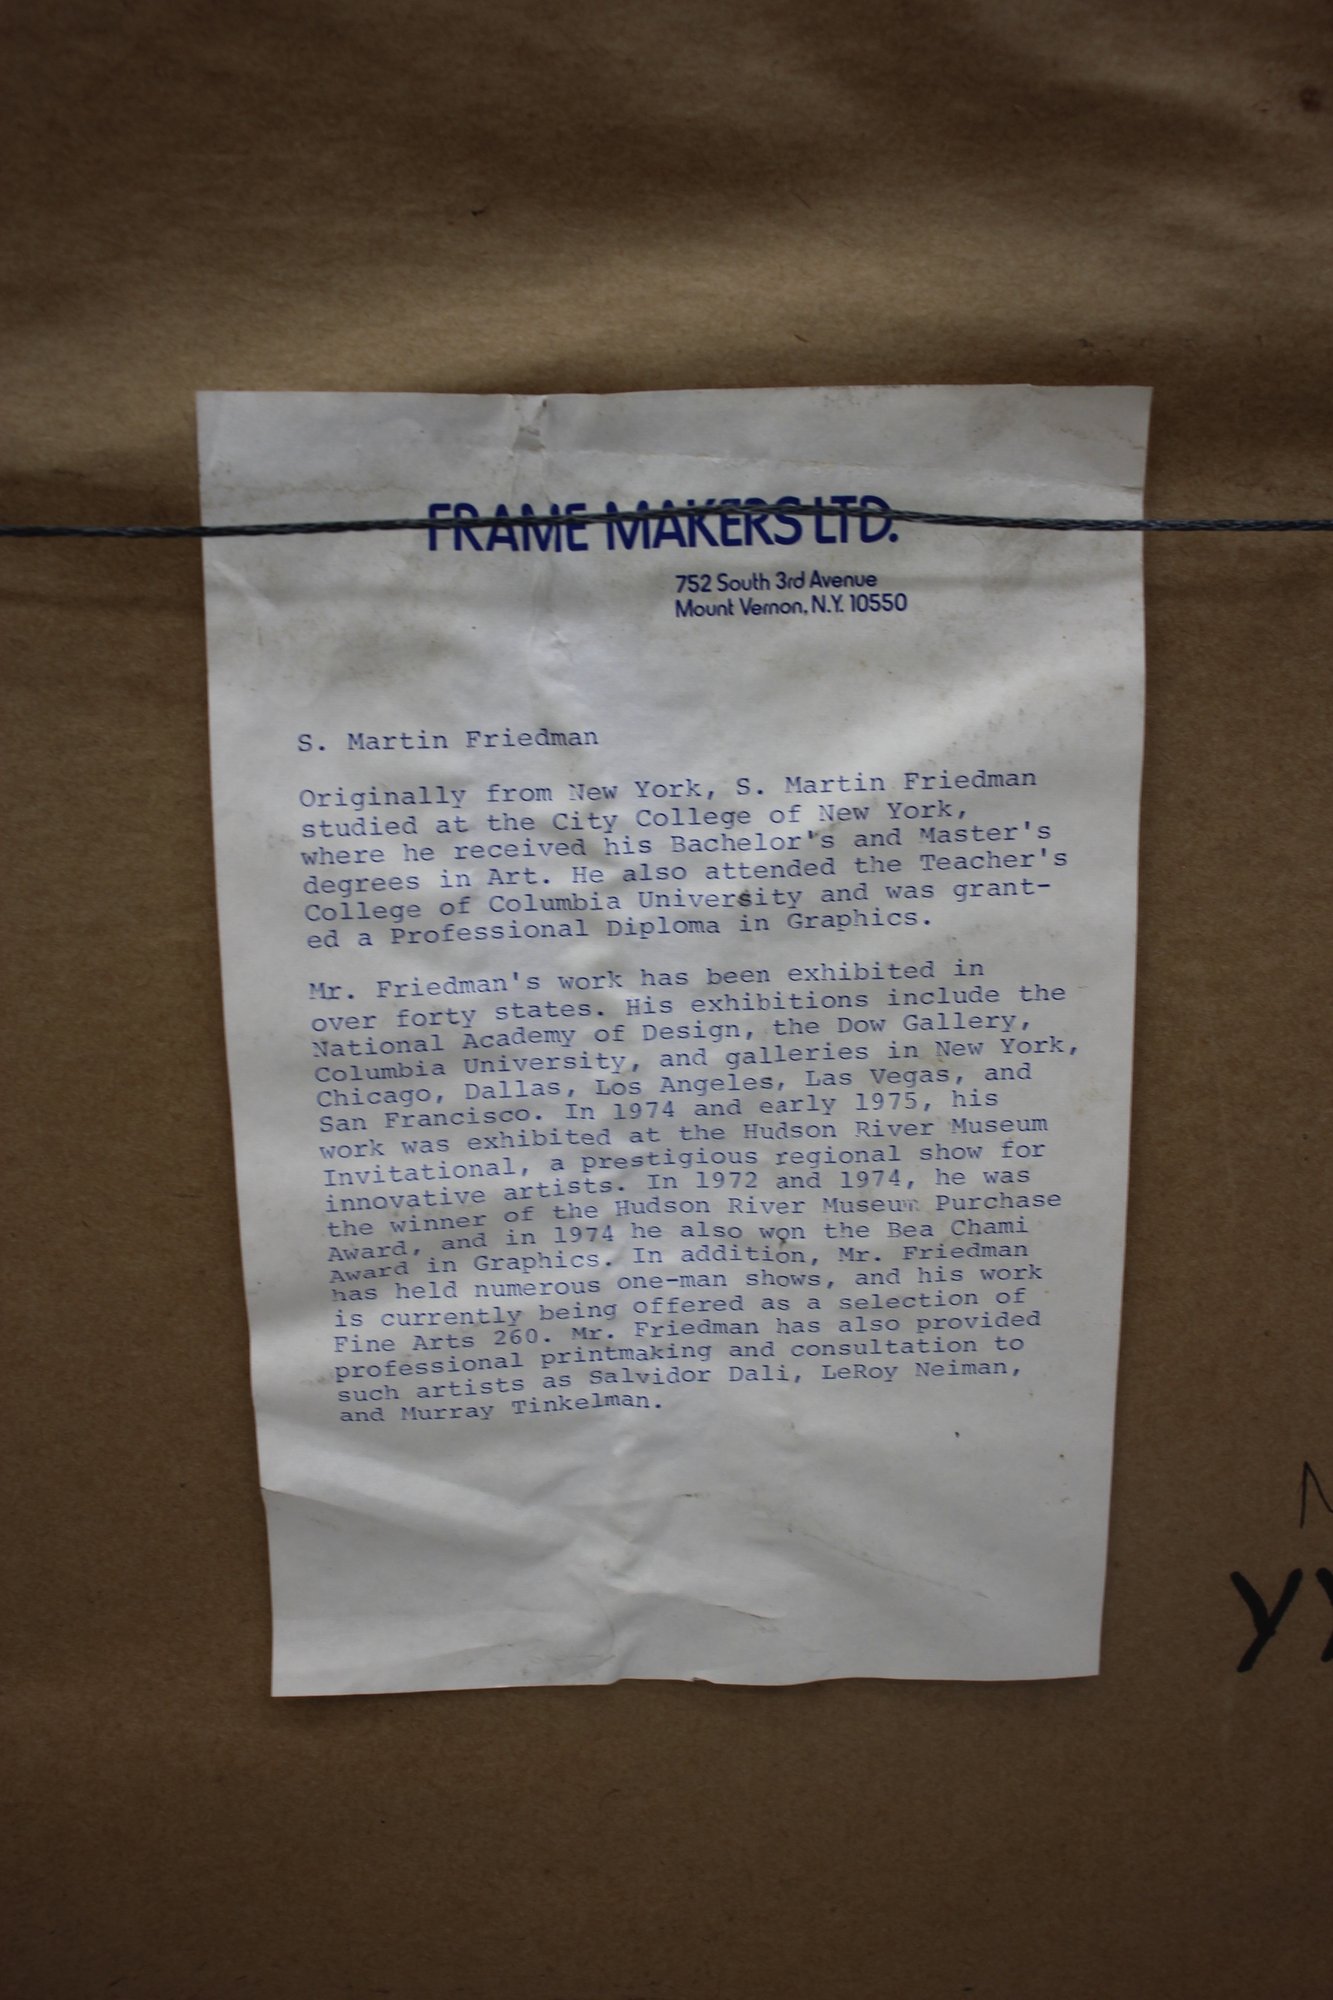 FRAME MAKERS LTD.
752 South 3rd Avenue
Mount Vernon, N.Y. 10550
S. Martin Friedman
Originally from New York, S. Martin Friedman
studied at the City College of New York,
where he received his Bachelor's and Master's
degrees in Art. He also attended the Teacher's
College of Columbia University and was grant-
ed a Professional Diploma in Graphics.
Mr. Friedman's work has been exhibited in
over forty states. His exhibitions include the
National Academy of Design, the Dow Gallery,
Columbia University, and galleries in New York,
Chicago, Dallas, Los Angeles, Las Vegas, and
San Francisco. In 1974 and early 1975, his
work was exhibited at the Hudson River Museum
Invitational, a prestigious regional show for
innovative artists. In 1972 and 1974, he was
the winner of the Hudson River Museum Purchase
Award, and in 1974 he also won the Bea Chami
Award in Graphics. In addition, Mr. Friedman
has held numerous one-man shows, and his work
is currently being offered as a selection of
Fine Arts 260. Mr. Friedman has also provided
professional printmaking and consultation to
such artists as Salvidor Dali, LeRoy Neiman,
and Murray Tinkelman.